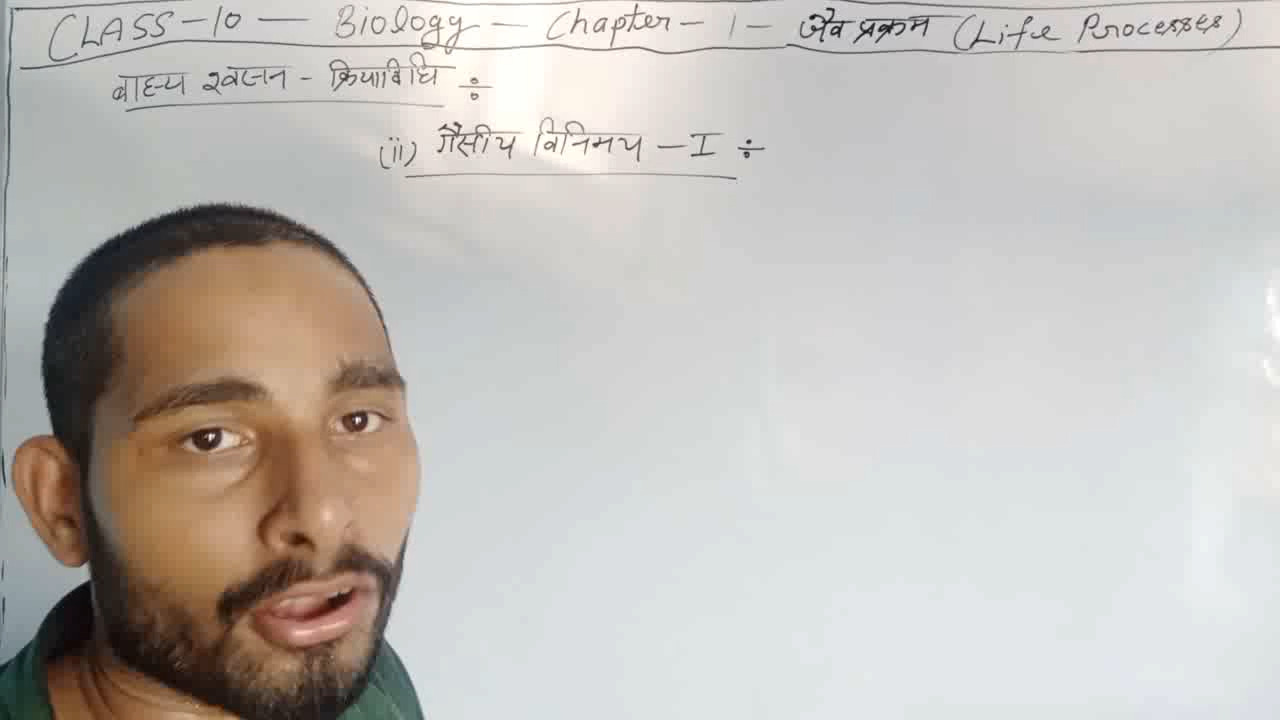 CLASS-10 — Biology — Chapter - 1 - जैव प्रक्रम (Life Processes)
बाह्य श्वसन - क्रियाविधि ÷
(ii) गैसीय विनिमय - I ÷